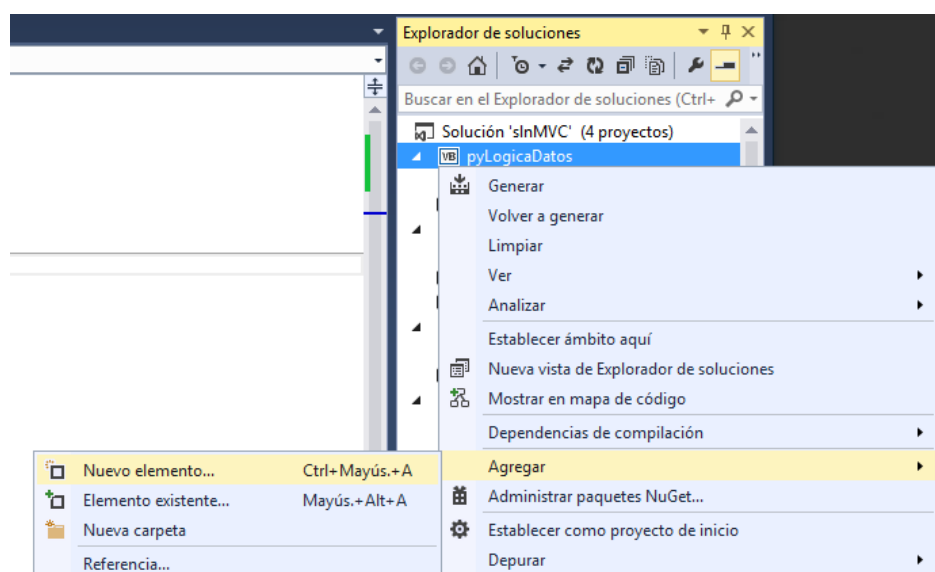 Explorador de soluciones
Buscar en el Explorador de soluciones (Ctrl+
Solución 'slnMVC' (4 proyectos)
VB pyLogicaDatos
Generar
Volver a generar
Limpiar
Ver
Analizar
Establecer ámbito aquí
Nueva vista de Explorador de soluciones
Mostrar en mapa de código
Dependencias de compilación
Agregar
Administrar paquetes NuGet...
Establecer como proyecto de inicio
Depurar
Nuevo elemento... Ctrl+Mayús.+A
Elemento existente... Mayús.+Alt+A
Nueva carpeta
Referencia...